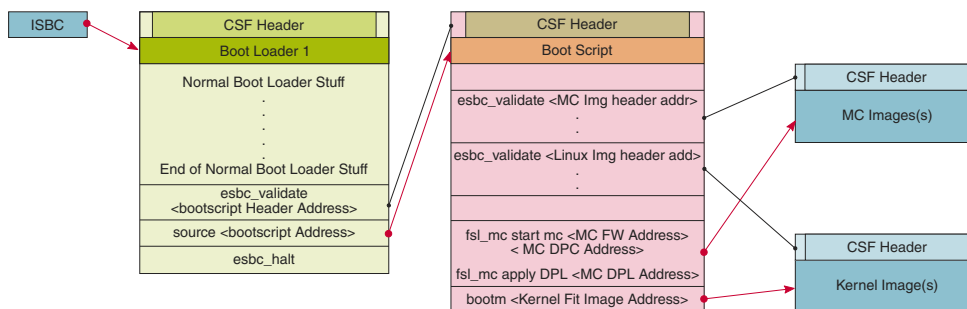 ISBC
CSF Header
Boot Loader 1
Normal Boot Loader Stuff
.
.
.
.
End of Normal Boot Loader Stuff
esbc_validate
<bootscript Header Address>
source <bootscript Address>
esbc_halt
CSF Header
Boot Script
esbc_validate <MC Img header addr>
.
.
esbc_validate <Linux Img header add>
.
.
fsl_mc start mc <MC FW Address>
< MC DPC Address>
fsl_mc apply DPL <MC DPL Address>
bootm <Kernel Fit Image Address>
CSF Header
MC Images(s)
CSF Header
Kernel Image(s)